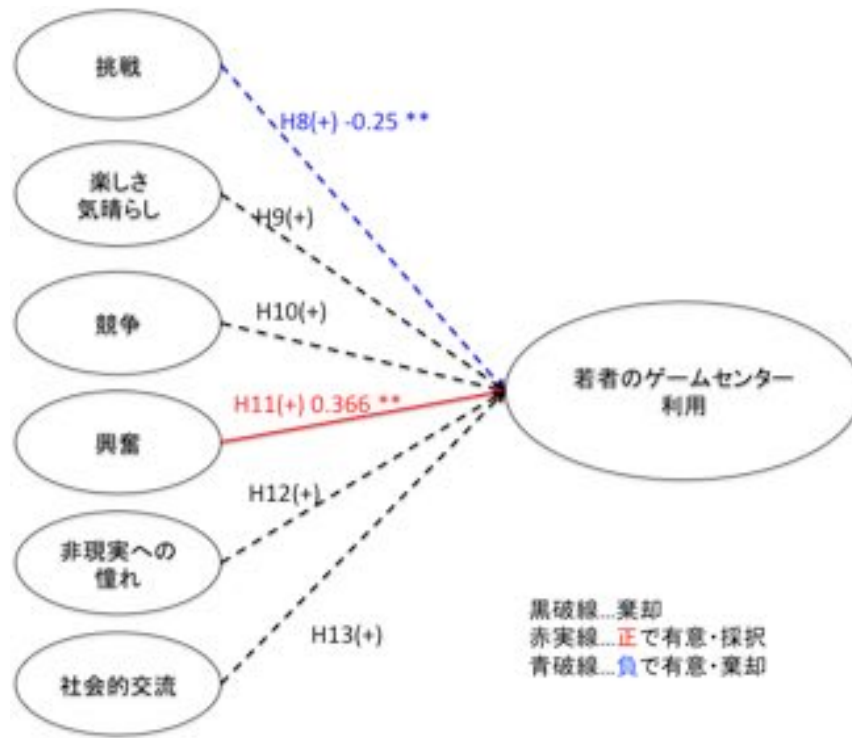 挑戦
H8(+) -0.25 **
楽しさ
気晴らし
H9(+)
競争
H10(+)
若者のゲームセンター
利用
興奮
H11(+) 0.366 **
非現実への
憧れ
H12(+)
社会的交流
H13(+)
黒破線…棄却
赤実線…正で有意・採択
青破線…負で有意・棄却